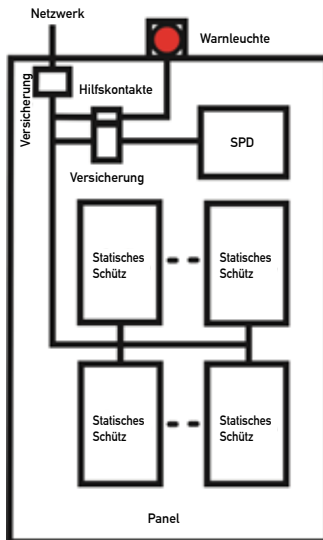 Netzwerk
Warnleuchte
Versicherung
Hilfskontakte
SPD
Versicherung
Statisches
Schütz
Statisches
Schütz
Statisches
Schütz
Statisches
Schütz
Panel